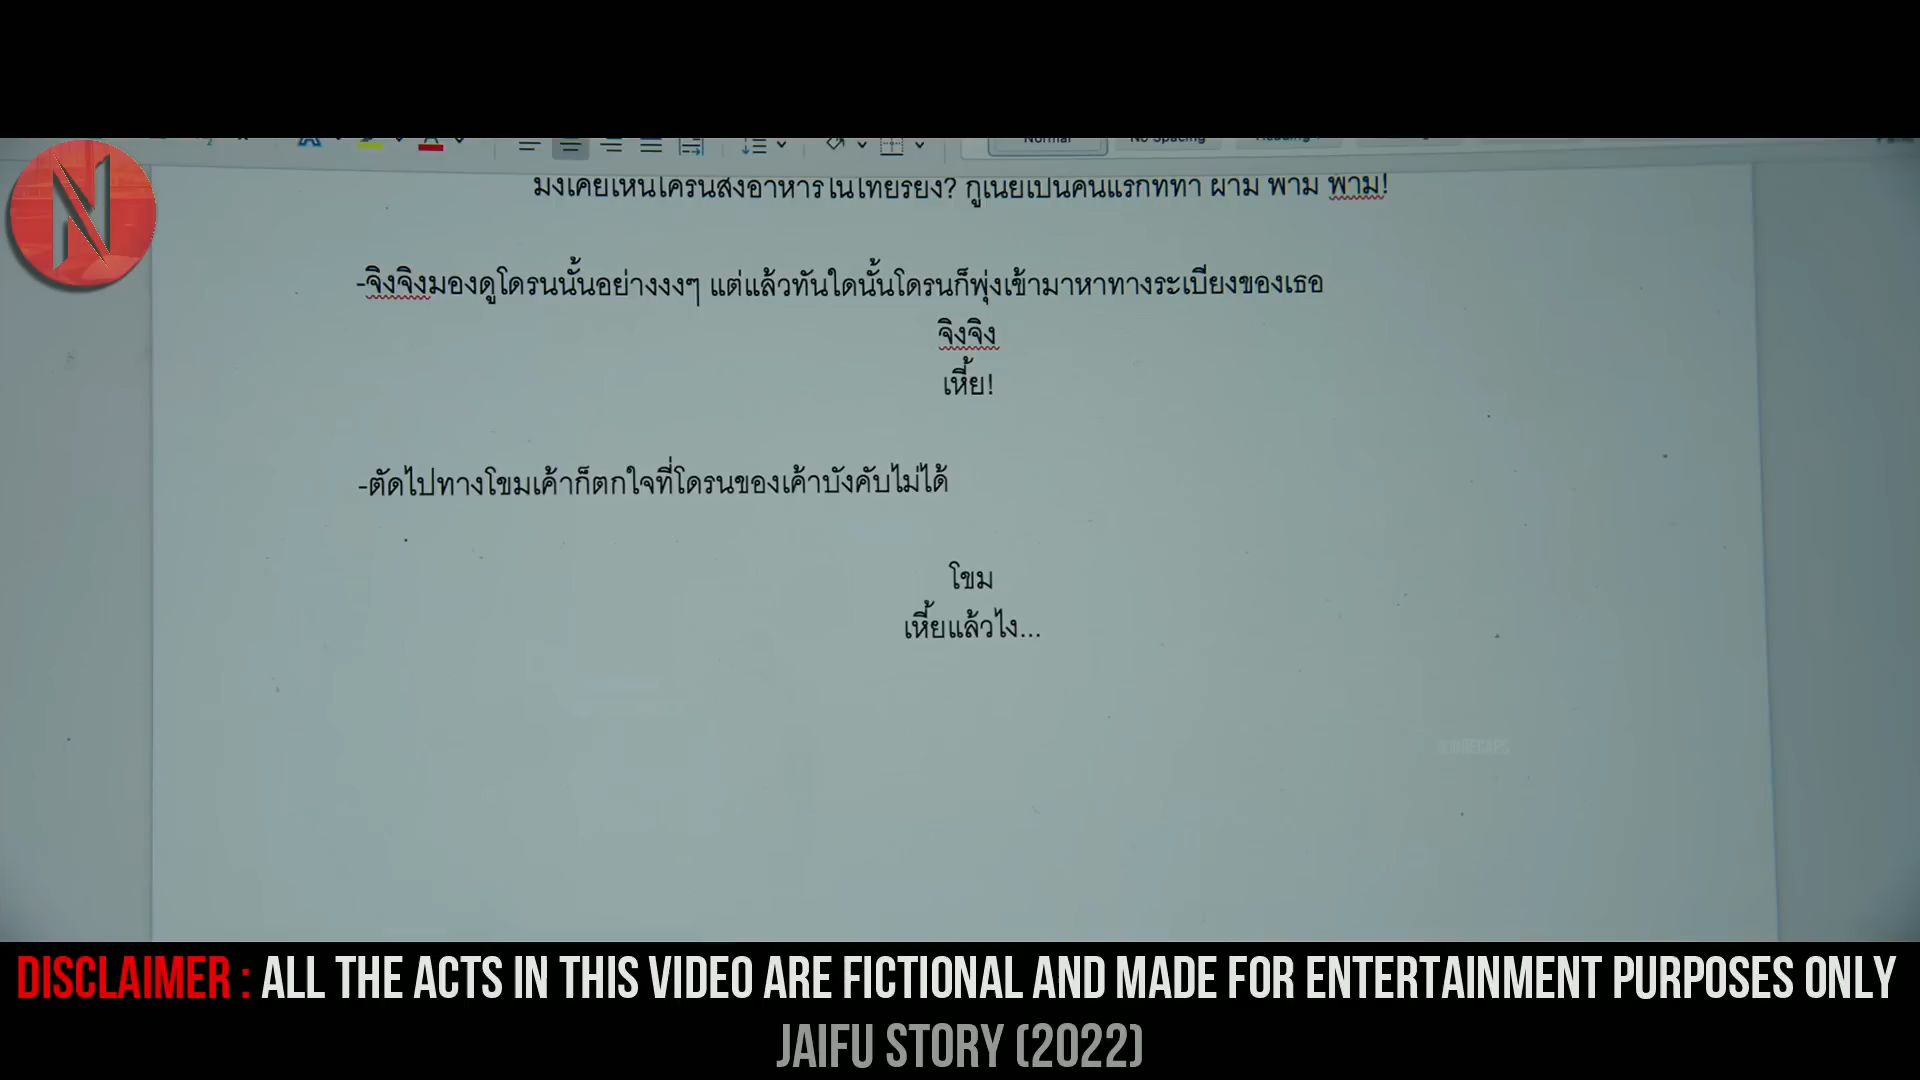 Normal
No Spacing
มึงเคยเห็นโดรนส่งอาหารในไทยรึยัง? กูเนี่ยเป็นคนแรกที่ทำ ผ่าม พาม พาม!
-จิงจิงมองดูโดรนนั้นอย่างงงๆ แต่แล้วทันใดนั้นโดรนก็พุ่งเข้ามาหาทางระเบียงของเธอ
จิงจิง
เหี้ย!
-ตัดไปทางโขมเค้าก็ตกใจที่โดรนของเค้าบังคับไม่ได้
โขม
เหี้ยแล้วไง...
DISCLAIMER : ALL THE ACTS IN THIS VIDEO ARE FICTIONAL AND MADE FOR ENTERTAINMENT PURPOSES ONLY
JAIFU STORY (2022)